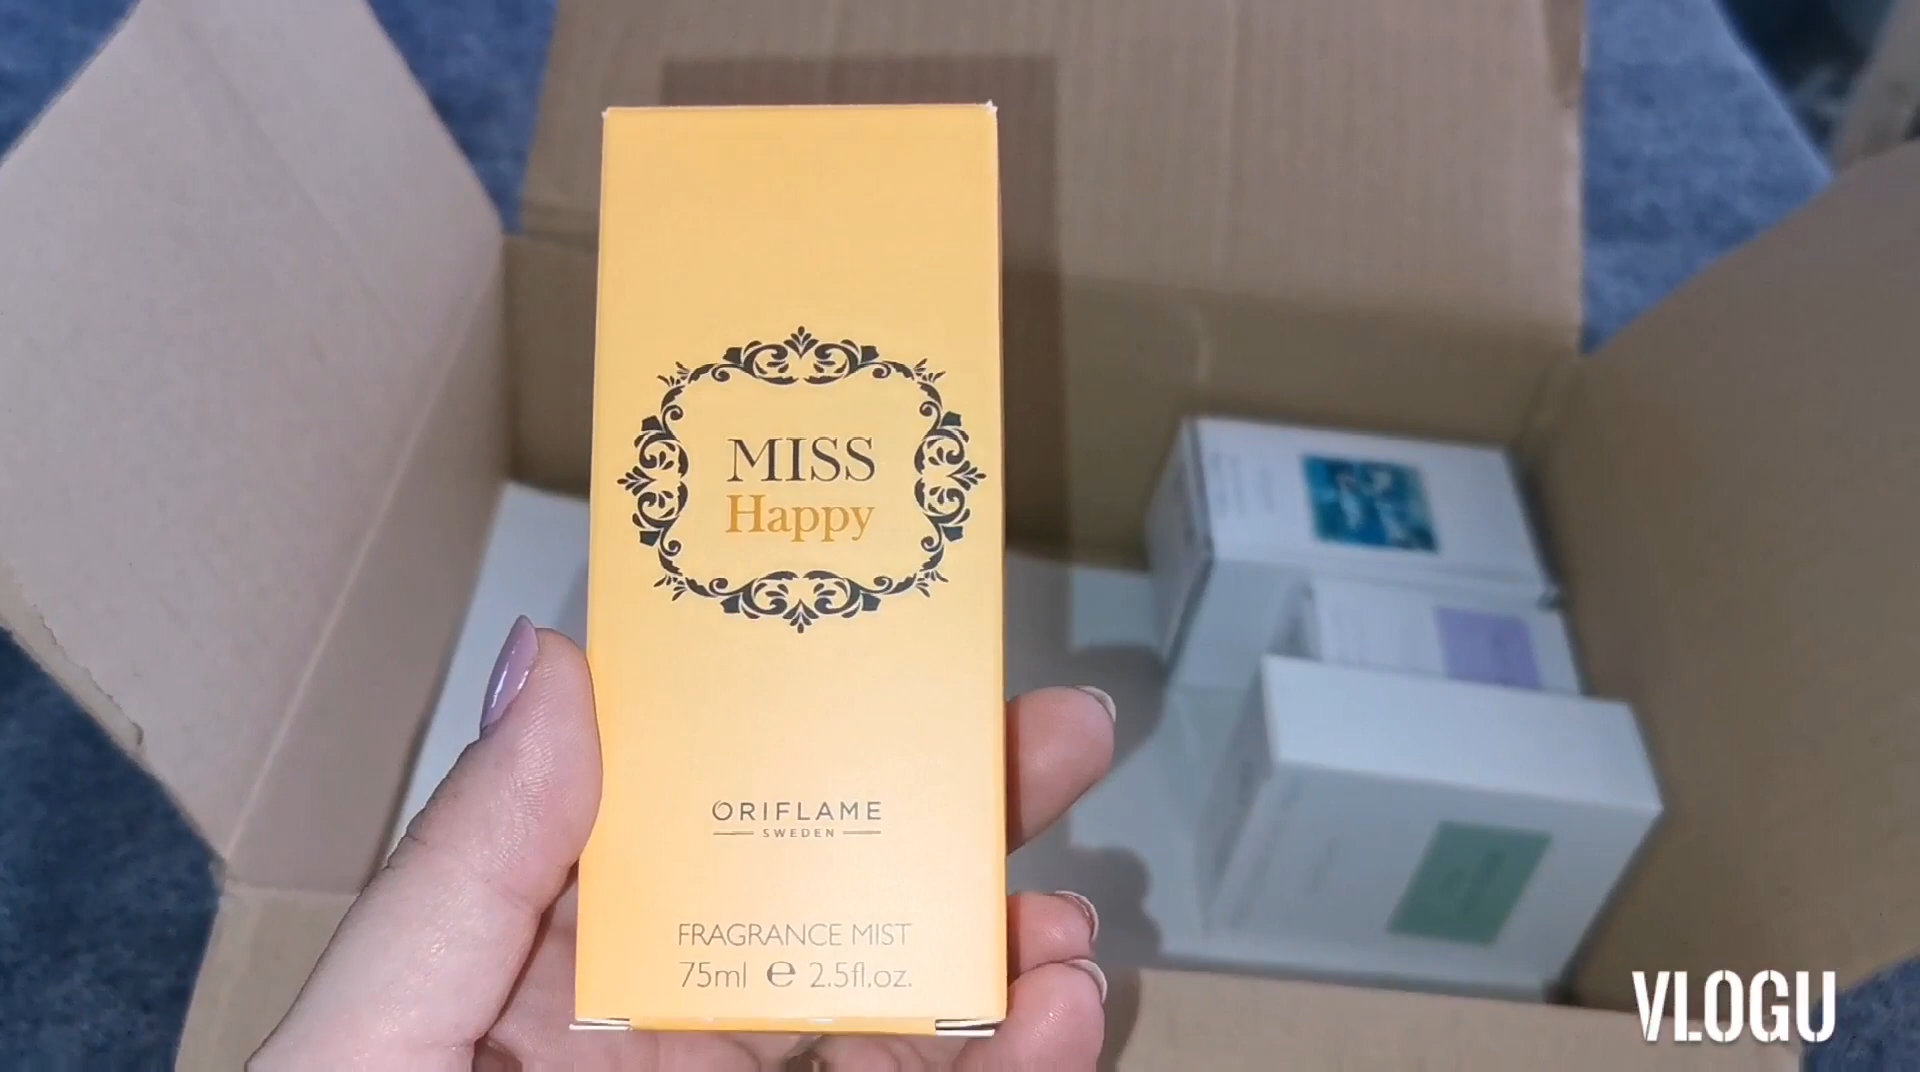 MISS
Happy
ORIFLAME
SWEDEN
FRAGRANCE MIST
75ml e 2.5fl.oz.
VLOGU